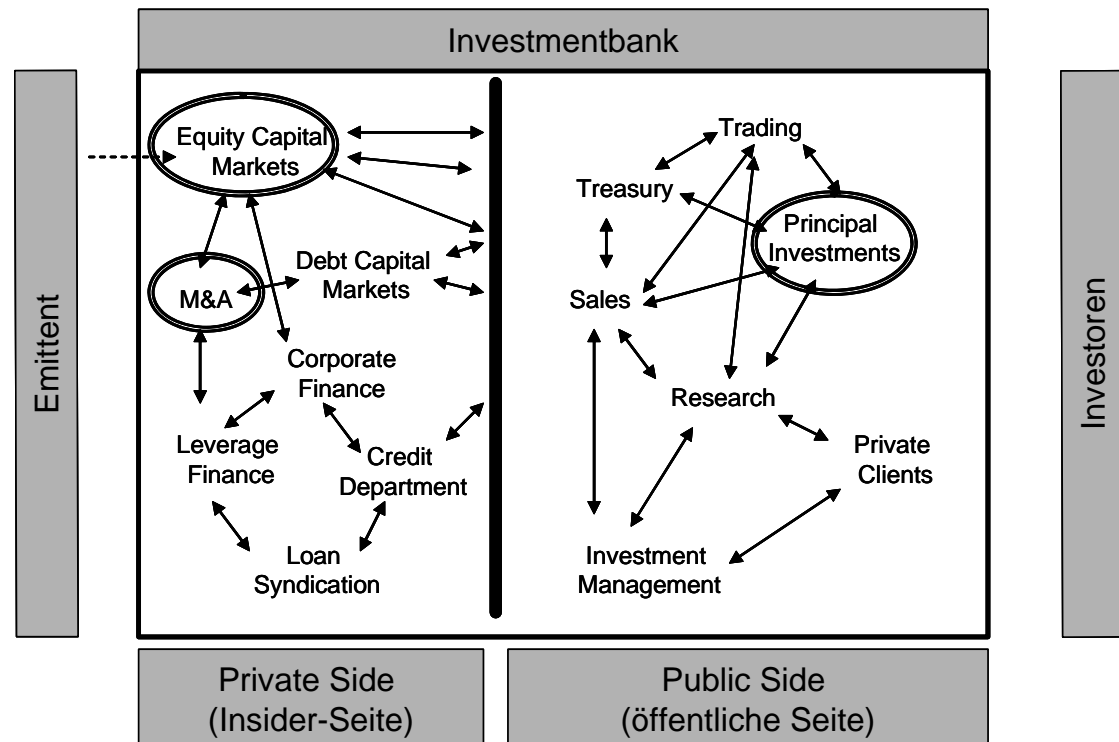 Investmentbank
Emittent
Equity Capital
Markets
M&A
Debt Capital
Markets
Corporate
Finance
Leverage
Finance
Credit
Department
Loan
Syndication
Trading
Treasury
Principal
Investments
Sales
Research
Private
Clients
Investment
Management
Investoren
Private Side
(Insider-Seite)
Public Side
(öffentliche Seite)